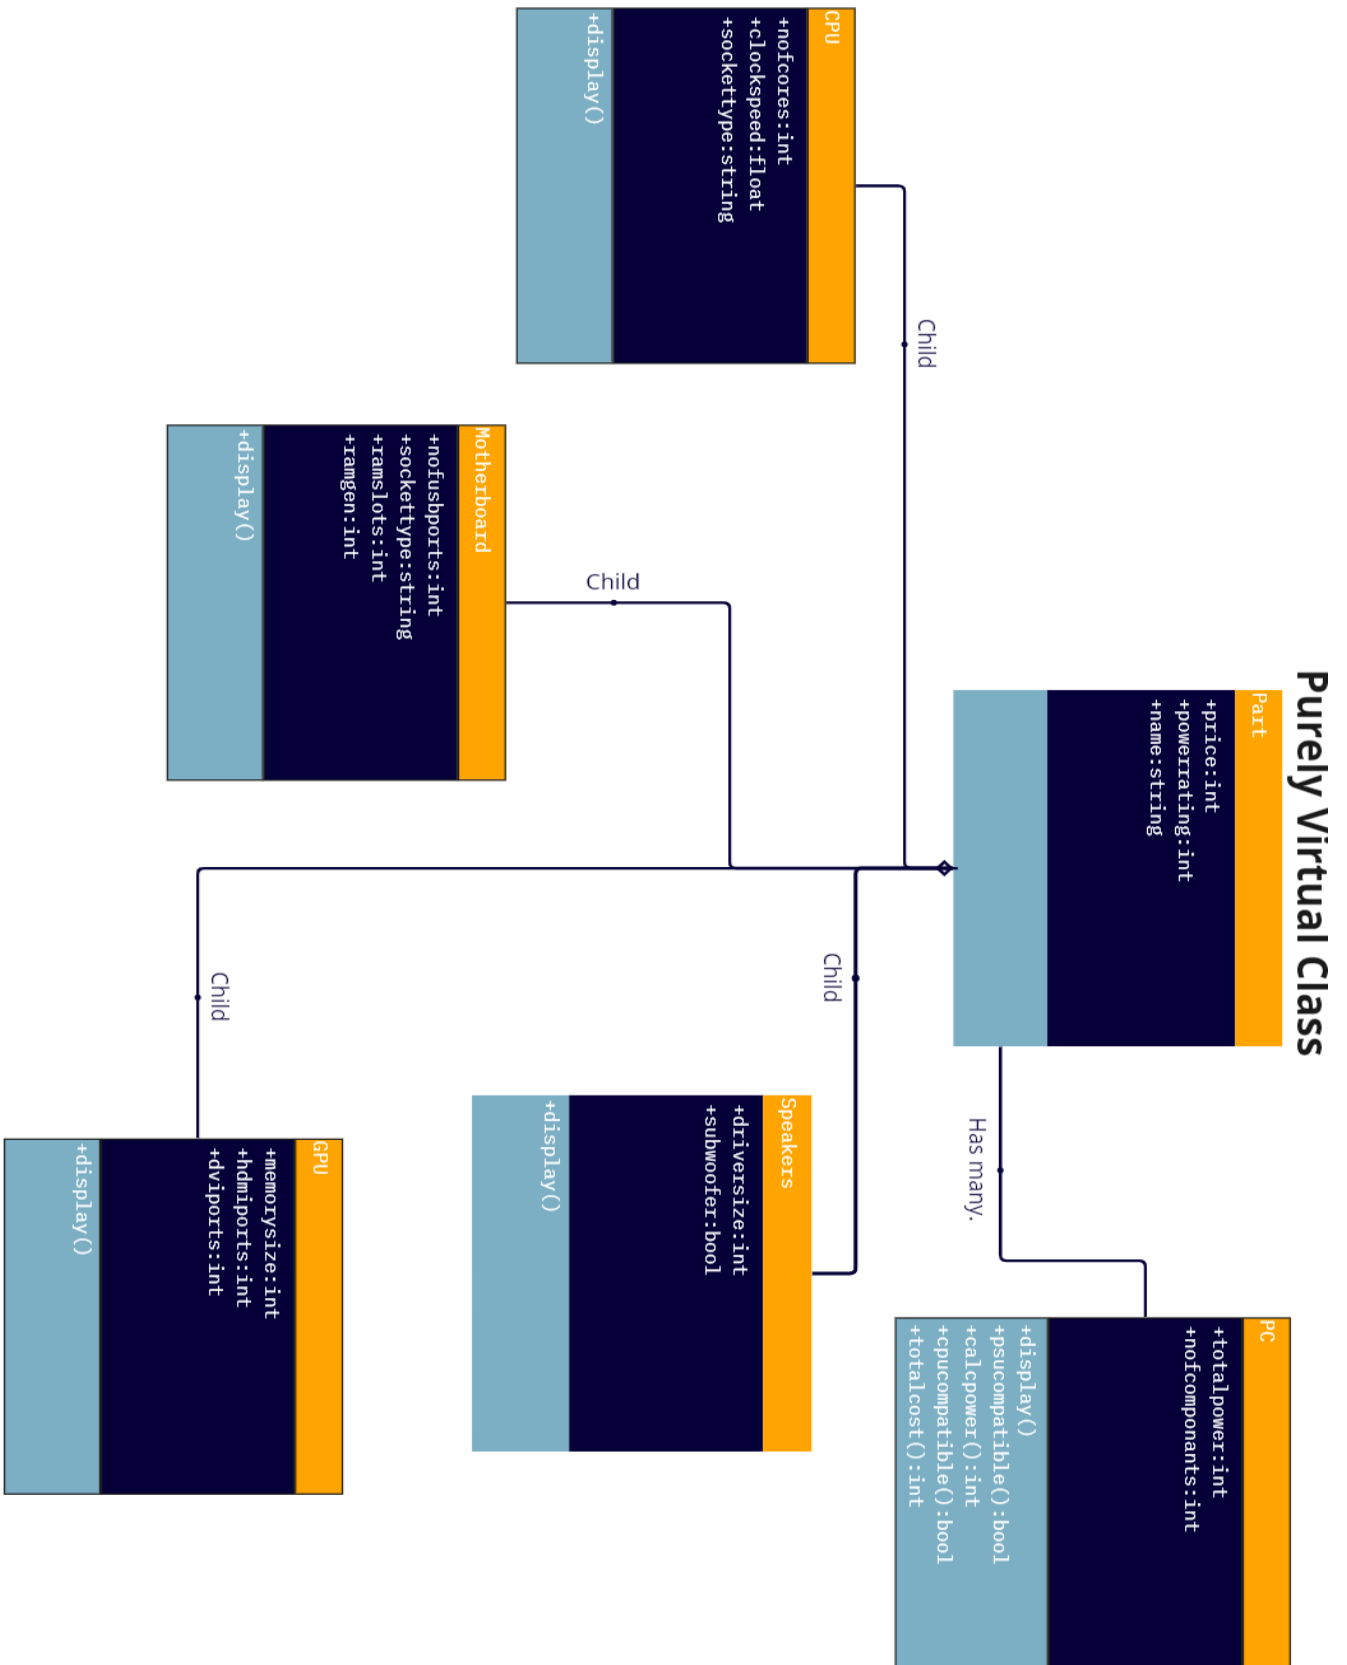 Purely Virtual Class
Part
+price:int
+powerrating:int
+name:string
Has many.
PC
+totalpower:int
+nofcomponants:int
+display()
+psucompatible():bool
+calcpower():int
+cpucompatible():bool
+totalcost():int
Child
CPU
+nofcores:int
+clockspeed:float
+sockettype:string
+display()
Child
Motherboard
+nofusbports:int
+sockettype:string
+ramslots:int
+ramgen:int
+display()
Child
Speakers
+driversize:int
+subwoofer:bool
+display()
Child
GPU
+memorysize:int
+hdmiports:int
+dviports:int
+display()